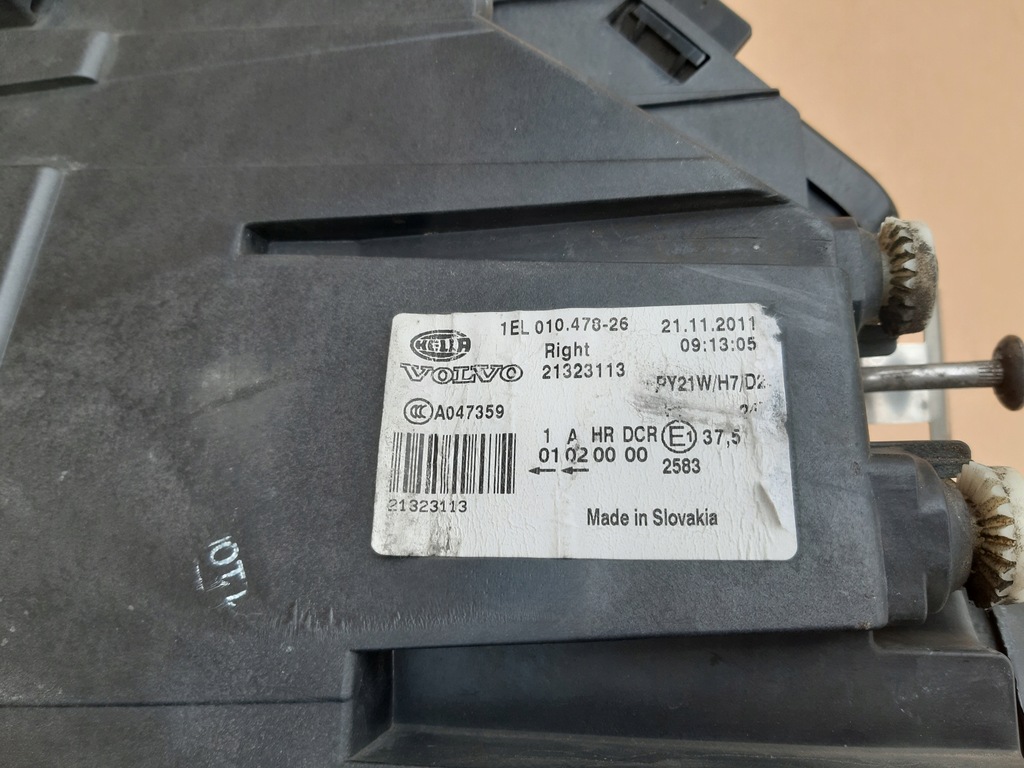 1EL 010.478-26 21.11.2011
HELLA Right 09:13:05
VOLVO 21323113
PY21W/H7/D2
CCC A047359
1 A HR DCR E1 37,5
01 02 00 00 2583
21323113
Made in Slovakia